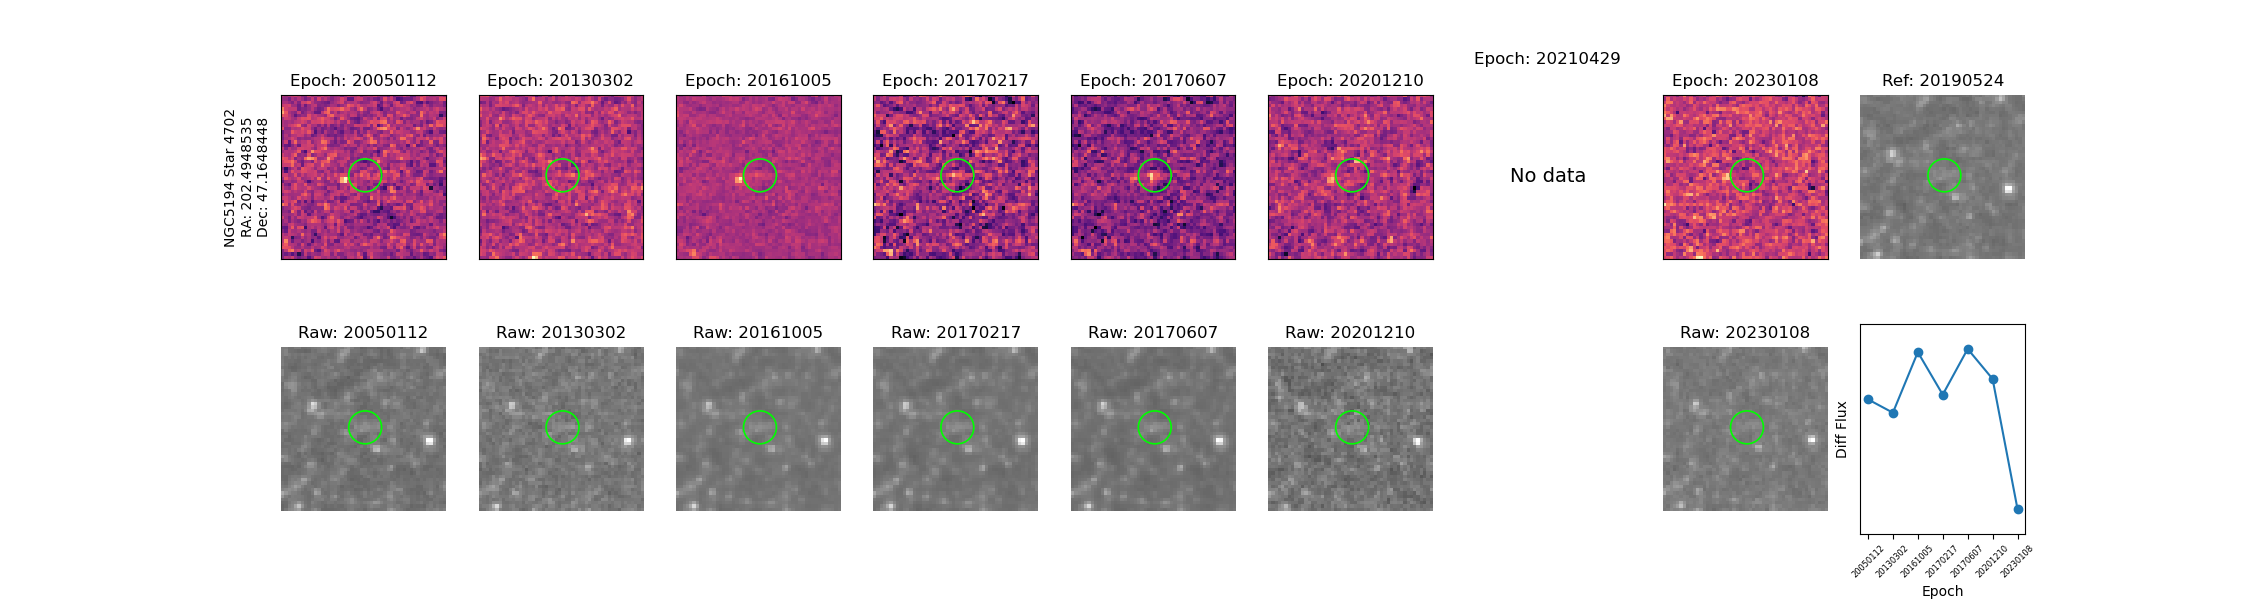 Epoch: 20210429
Epoch: 20050112
Epoch: 20130302
Epoch: 20161005
Epoch: 20170217
Epoch: 20170607
Epoch: 20201210
Epoch: 20230108
Ref: 20190524
NGC5194 Star 4702
RA: 202.4948535
Dec: 47.1648448
No data
Raw: 20050112
Raw: 20130302
Raw: 20161005
Raw: 20170217
Raw: 20170607
Raw: 20201210
Raw: 20230108
Diff Flux
20050112
20130302
20161005
20170217
20170607
20201210
20230108
Epoch